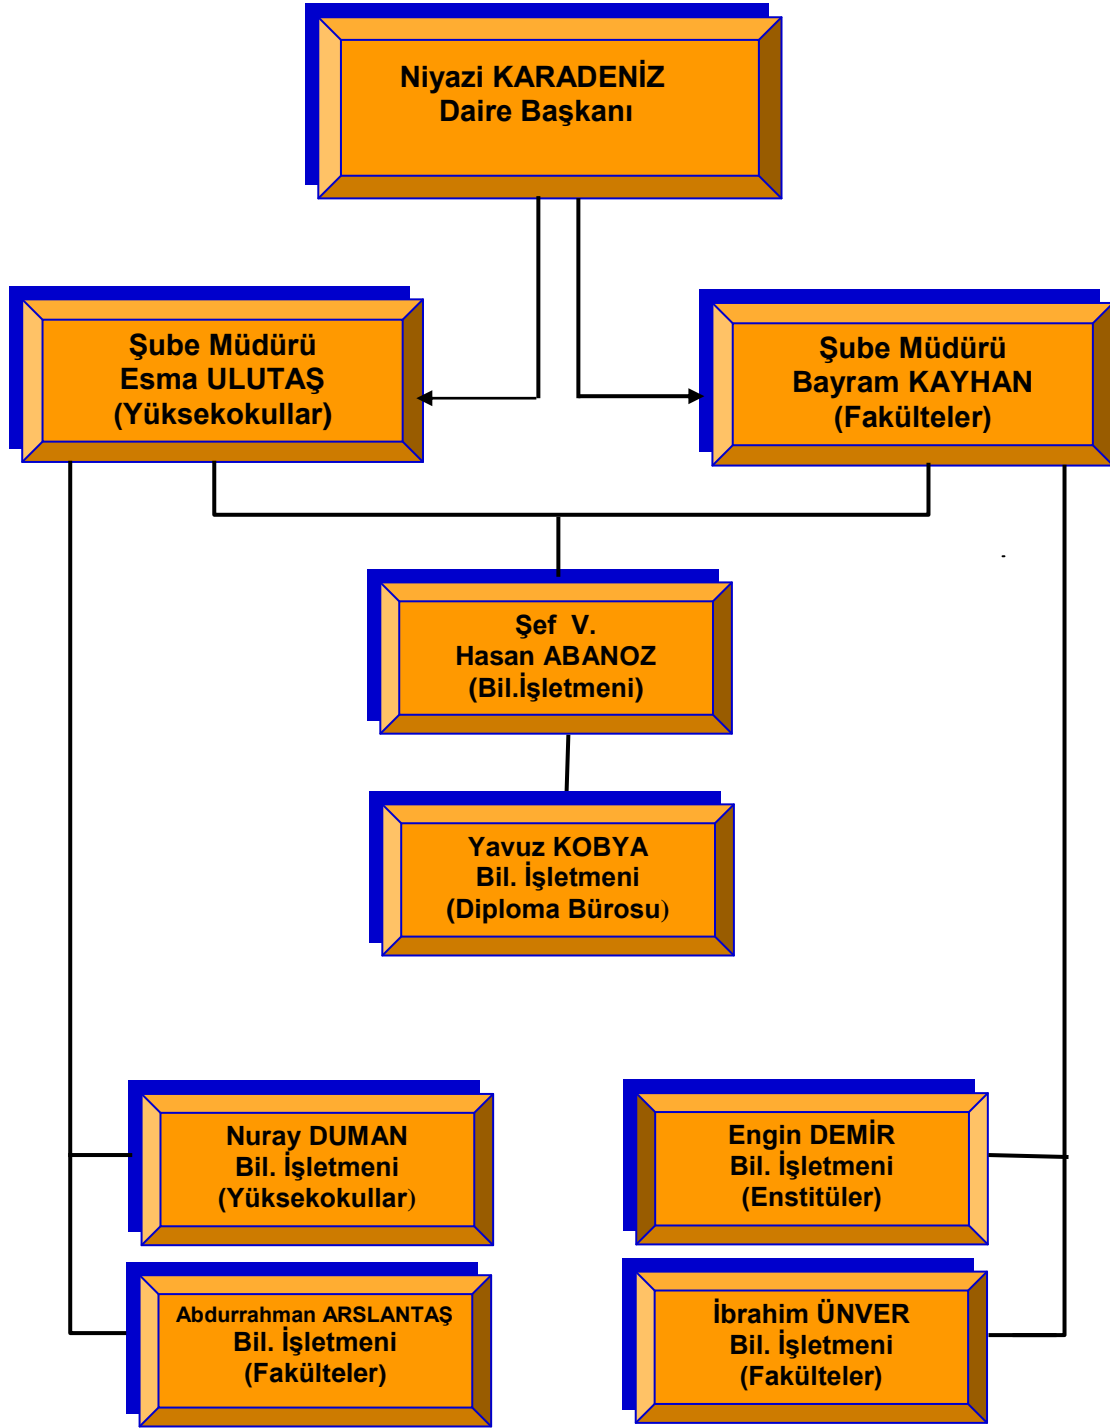 Niyazi KARADENİZ
Daire Başkanı
Şube Müdürü
Esma ULUTAŞ
(Yüksekokullar)
Şube Müdürü
Bayram KAYHAN
(Fakülteler)
Şef V.
Hasan ABANOZ
(Bil.İşletmeni)
Yavuz KOBYA
Bil. İşletmeni
(Diploma Bürosu)
Nuray DUMAN
Bil. İşletmeni
(Yüksekokullar)
Engin DEMİR
Bil. İşletmeni
(Enstitüler)
Abdurrahman ARSLANTAŞ
Bil. İşletmeni
(Fakülteler)
İbrahim ÜNVER
Bil. İşletmeni
(Fakülteler)